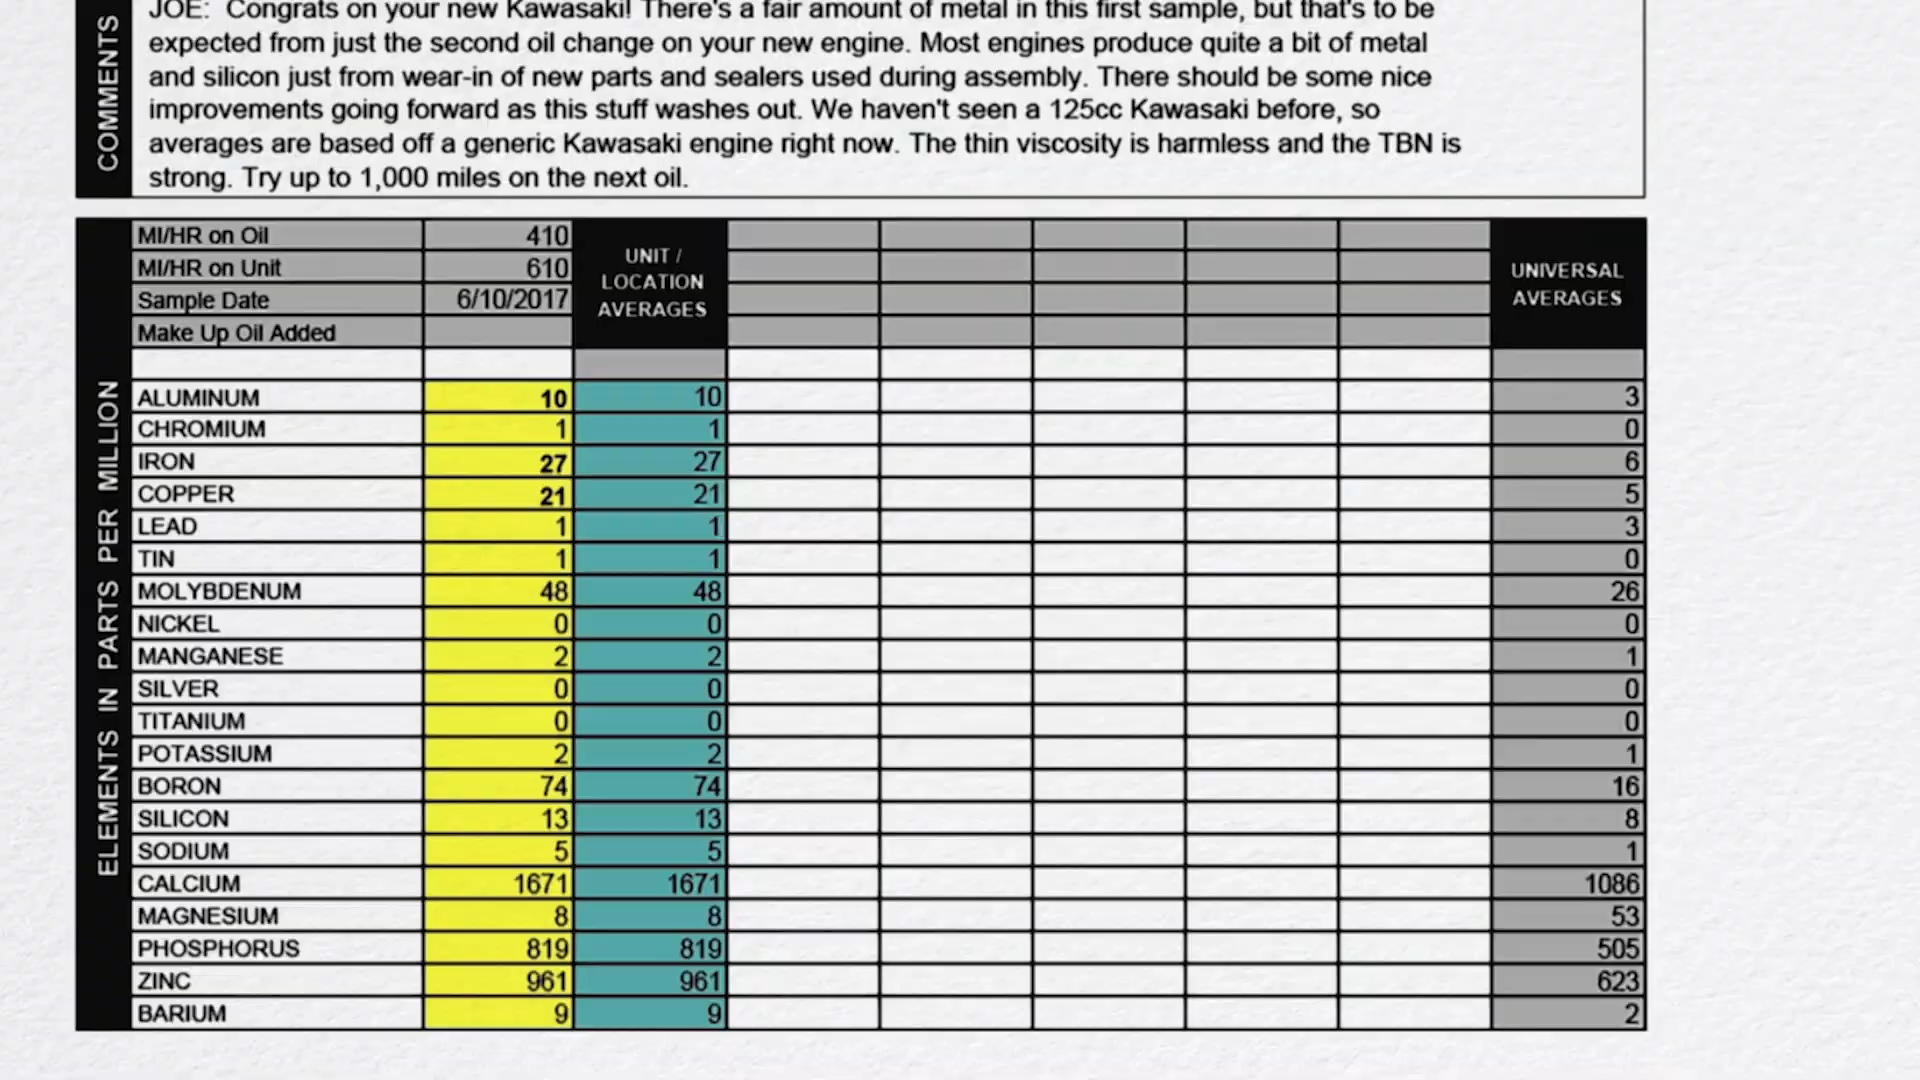 JOE: Congrats on your new Kawasaki! There's a fair amount of metal in this first sample, but that's to be
expected from just the second oil change on your new engine. Most engines produce quite a bit of metal
and silicon just from wear-in of new parts and sealers used during assembly. There should be some nice
improvements going forward as this stuff washes out. We haven't seen a 125cc Kawasaki before, so
averages are based off a generic Kawasaki engine right now. The thin viscosity is harmless and the TBN is
strong. Try up to 1,000 miles on the next oil.
COMMENTS
MI/HR on Oil 410
MI/HR on Unit 610
Sample Date 6/10/2017
Make Up Oil Added
UNIT /
LOCATION
AVERAGES
UNIVERSAL
AVERAGES
ELEMENTS IN PARTS PER MILLION
ALUMINUM 10 10 3
CHROMIUM 1 1 0
IRON 27 27 6
COPPER 21 21 5
LEAD 1 1 3
TIN 1 1 0
MOLYBDENUM 48 48 26
NICKEL 0 0 0
MANGANESE 2 2 1
SILVER 0 0 0
TITANIUM 0 0 0
POTASSIUM 2 2 1
BORON 74 74 16
SILICON 13 13 8
SODIUM 5 5 1
CALCIUM 1671 1671 1086
MAGNESIUM 8 8 53
PHOSPHORUS 819 819 505
ZINC 961 961 623
BARIUM 9 9 2